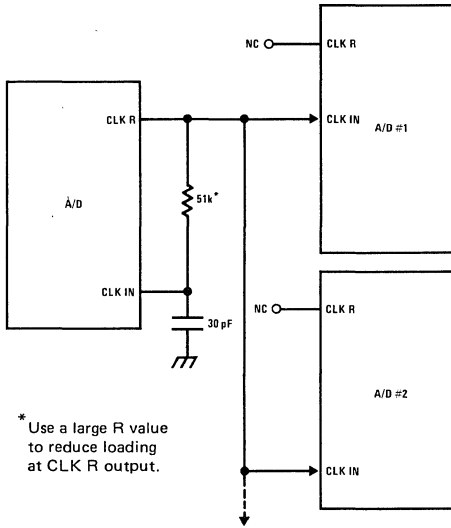 NC
CLK R
CLK R
CLK IN
A/D #1
51k*
A/D
CLK IN
30 pF
NC
CLK R
A/D #2
* Use a large R value
to reduce loading
at CLK R output.
CLK IN